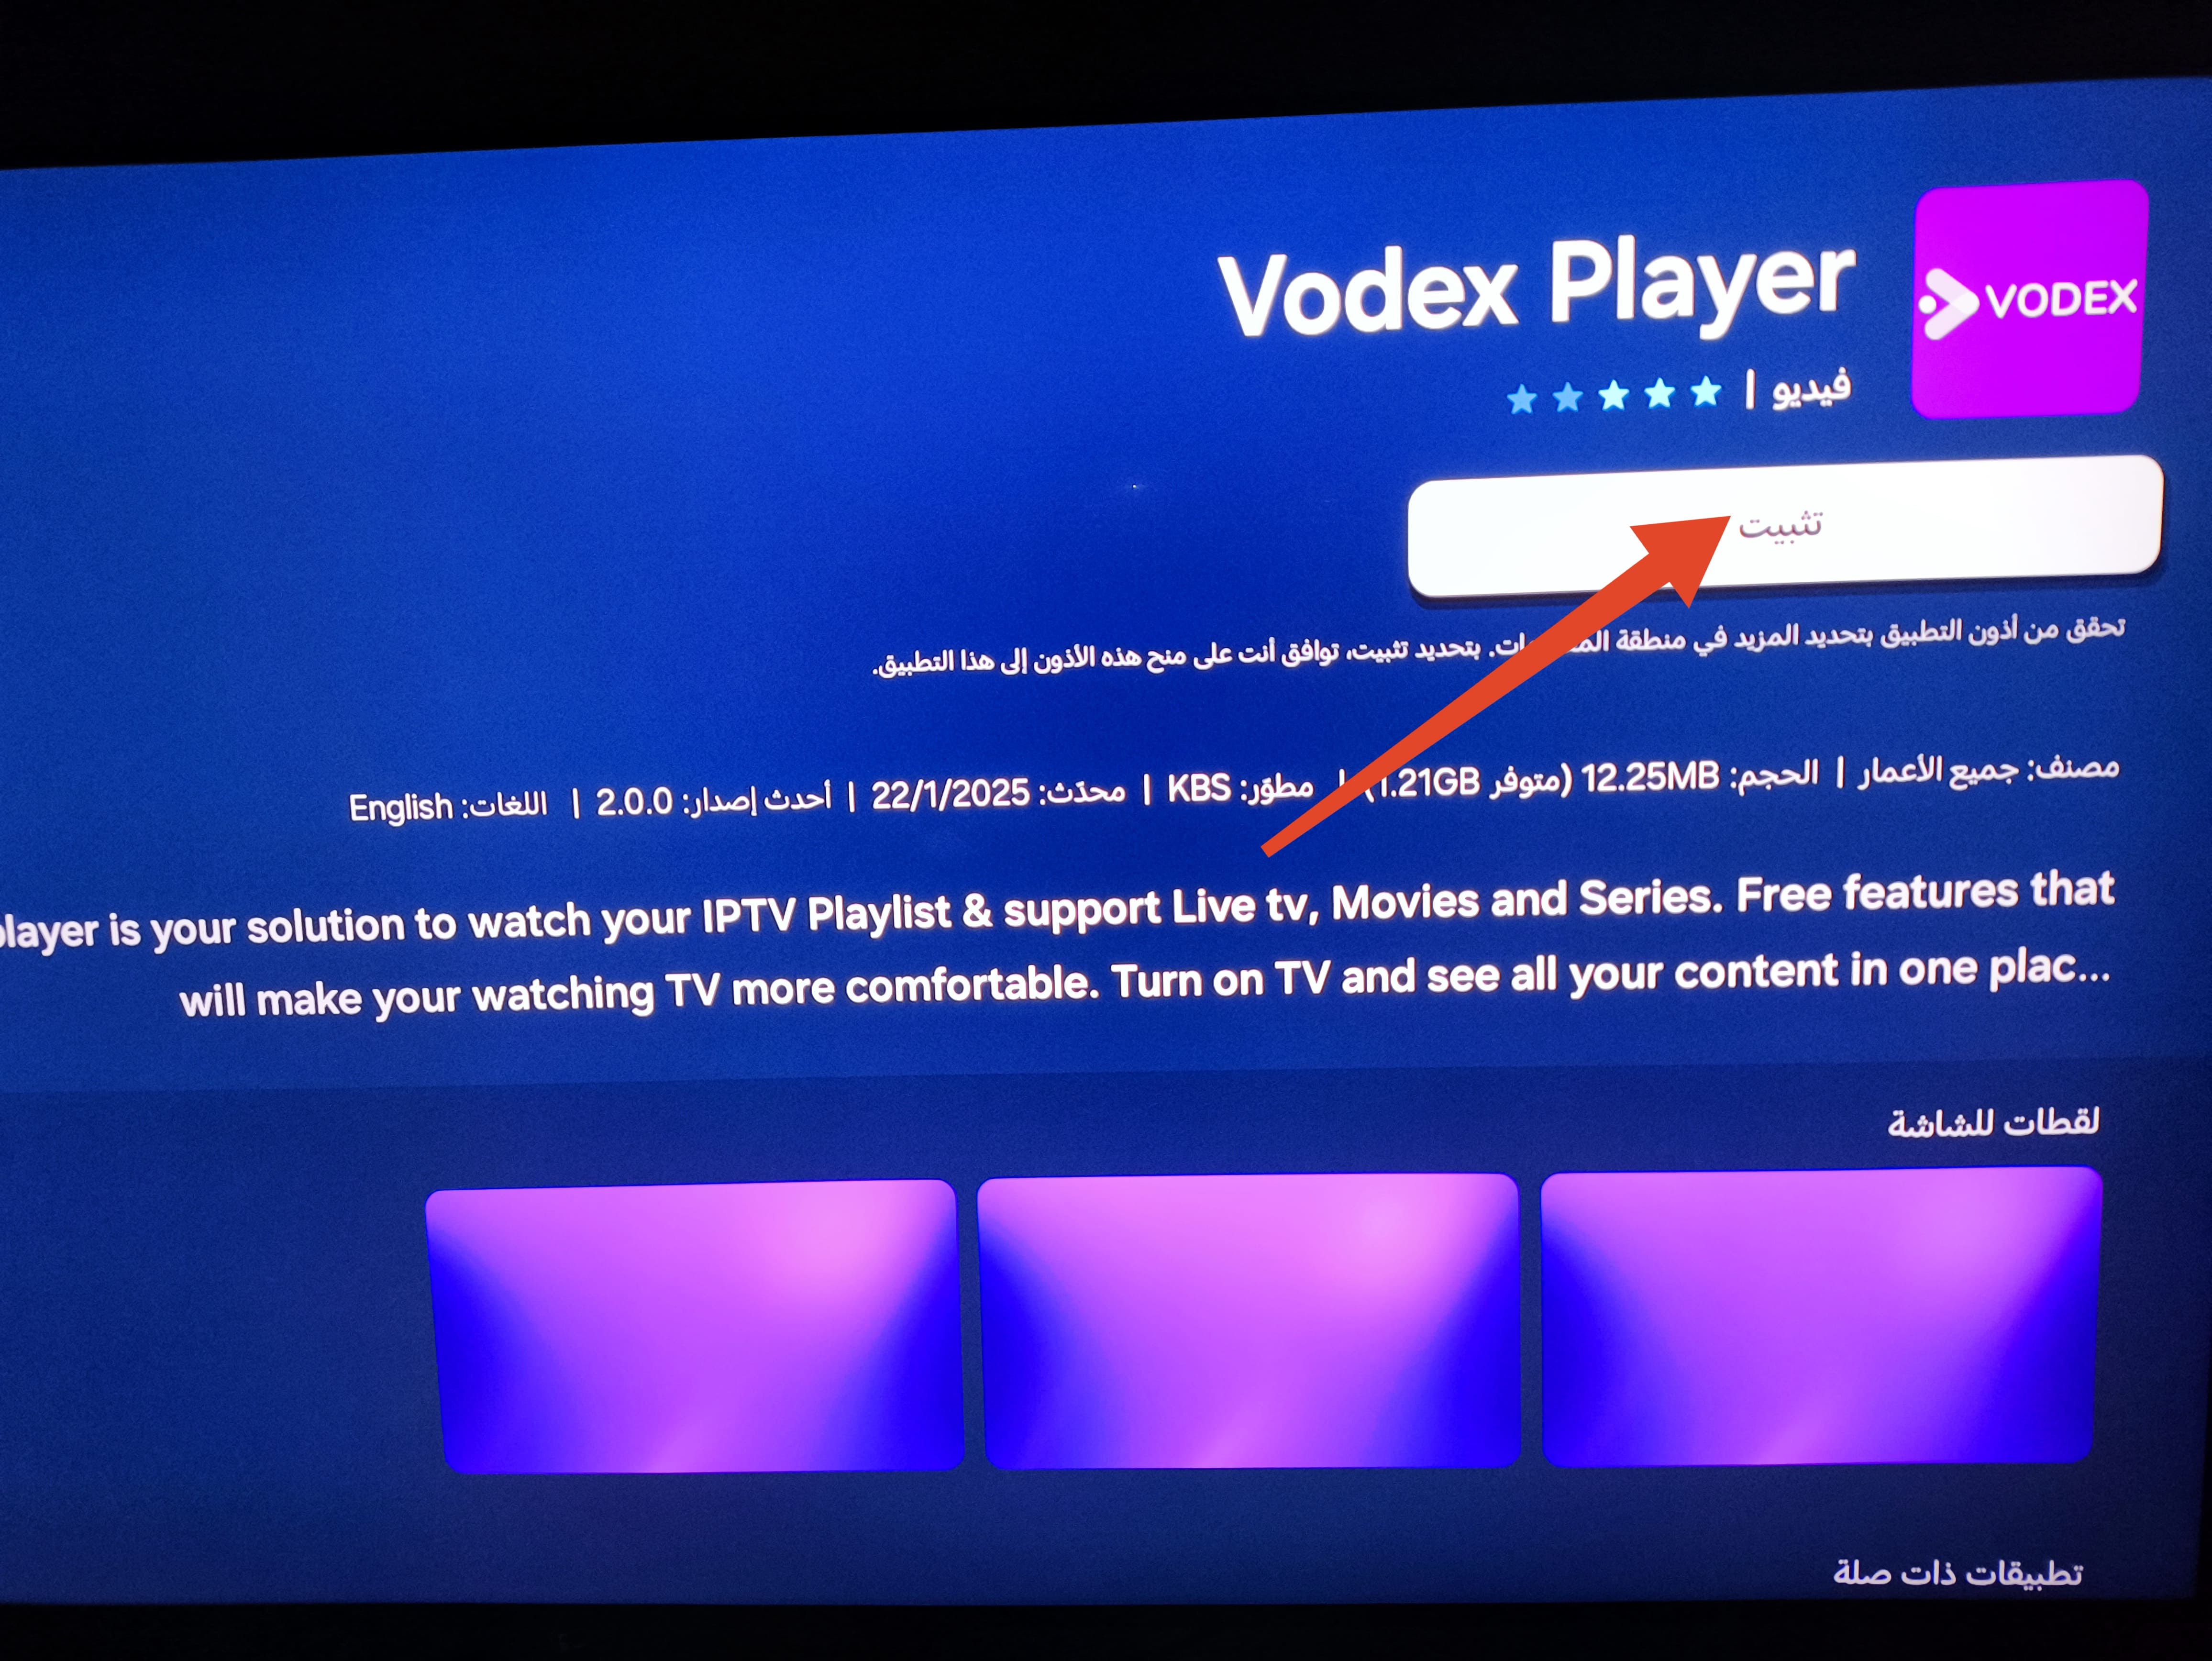 Vodex Player
VODEX
فيديو |
تثبيت
تحقق من أذون التطبيق بتحديد المزيد في منطقة بتحديد تثبيت، توافق أنت على منح هذه الأذون إلى هذا التطبيق.
مصنف: جميع الأعمار | الحجم: 12.25MB (متوفر 1.21GB) | مطوّر: KBS | محدّث: 22/1/2025 | أحدث إصدار: 2.0.0 | اللغات: English
player is your solution to watch your IPTV Playlist & support Live tv, Movies and Series. Free features that
will make your watching TV more comfortable. Turn on TV and see all your content in one plac...
لقطات للشاشة
تطبيقات ذات صلة